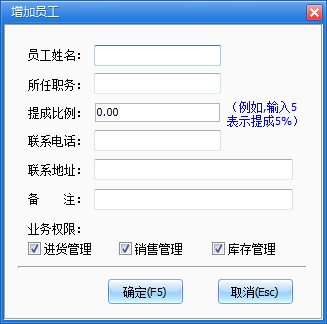 增加员工
员工姓名：
所任职务：
提成比例： 0.00 （例如,输入5
表示提成5%）
联系电话：
联系地址：
备　　注：
业务权限：
进货管理 销售管理 库存管理
确定(F5) 取消(Esc)